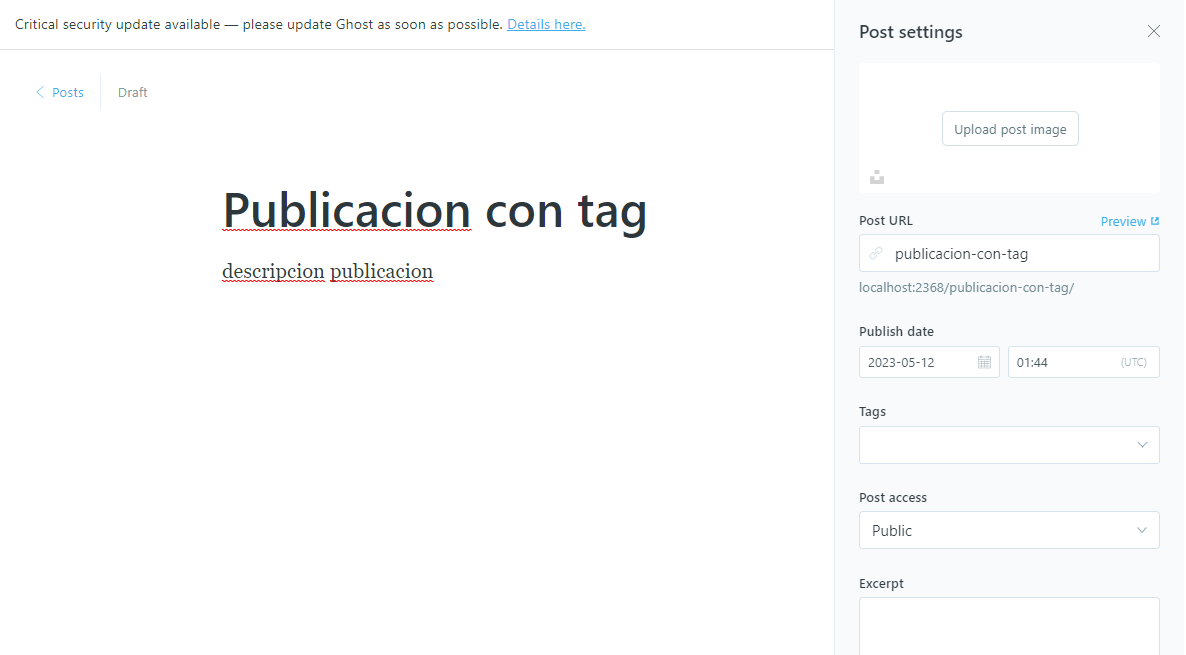 Critical security update available — please update Ghost as soon as possible. Details here.
Posts
Draft
Publicacion con tag
descripcion publicacion
Post settings
Upload post image
Post URL
Preview
publicacion-con-tag
localhost:2368/publicacion-con-tag/
Publish date
2023-05-12
01:44 (UTC)
Tags
Post access
Public
Excerpt